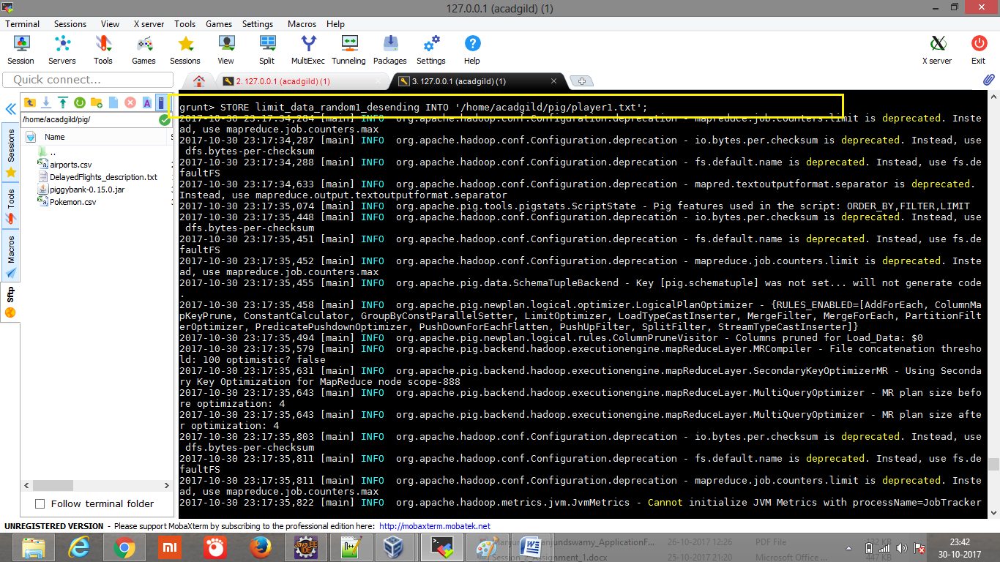 127.0.0.1 (acadgild) (1)
Terminal Sessions View X server Tools Games Settings Macros Help
Session Servers Tools Games Sessions View Split MultiExec Tunneling Packages Settings Help X server Exit
Quick connect...
2. 127.0.0.1 (acadgild) (1)
3. 127.0.0.1 (acadgild) (1)
/home/acadgild/pig/
Name
..
airports.csv
DelayedFlights_description.txt
piggybank-0.15.0.jar
Pokemon.csv
Sessions
Tools
Macros
Sftp
Follow terminal folder
grunt> STORE limit_data_random1_desending INTO '/home/acadgild/pig/player1.txt';
2017-10-30 23:17:34,284 [main] INFO  org.apache.hadoop.conf.Configuration.deprecation - mapreduce.job.counters.limit is deprecated. Inste
ad, use mapreduce.job.counters.max
2017-10-30 23:17:34,287 [main] INFO  org.apache.hadoop.conf.Configuration.deprecation - io.bytes.per.checksum is deprecated. Instead, use
dfs.bytes-per-checksum
2017-10-30 23:17:34,288 [main] INFO  org.apache.hadoop.conf.Configuration.deprecation - fs.default.name is deprecated. Instead, use fs.de
faultFS
2017-10-30 23:17:34,633 [main] INFO  org.apache.hadoop.conf.Configuration.deprecation - mapred.textoutputformat.separator is deprecated.
Instead, use mapreduce.output.textoutputformat.separator
2017-10-30 23:17:35,074 [main] INFO  org.apache.pig.tools.pigstats.ScriptState - Pig features used in the script: ORDER_BY,FILTER,LIMIT
2017-10-30 23:17:35,448 [main] INFO  org.apache.hadoop.conf.Configuration.deprecation - io.bytes.per.checksum is deprecated. Instead, use
dfs.bytes-per-checksum
2017-10-30 23:17:35,451 [main] INFO  org.apache.hadoop.conf.Configuration.deprecation - fs.default.name is deprecated. Instead, use fs.de
faultFS
2017-10-30 23:17:35,452 [main] INFO  org.apache.hadoop.conf.Configuration.deprecation - mapreduce.job.counters.limit is deprecated. Inste
ad, use mapreduce.job.counters.max
2017-10-30 23:17:35,455 [main] INFO  org.apache.pig.data.SchemaTupleBackend - Key [pig.schematuple] was not set... will not generate code
.
2017-10-30 23:17:35,458 [main] INFO  org.apache.pig.newplan.logical.optimizer.LogicalPlanOptimizer - {RULES_ENABLED=[AddForEach, ColumnMa
pKeyPrune, ConstantCalculator, GroupByConstParallelSetter, LimitOptimizer, LoadTypeCastInserter, MergeFilter, MergeForEach, PartitionFilt
erOptimizer, PredicatePushdownOptimizer, PushDownForEachFlatten, PushUpFilter, SplitFilter, StreamTypeCastInserter]}
2017-10-30 23:17:35,494 [main] INFO  org.apache.pig.newplan.logical.rules.ColumnPruneVisitor - Columns pruned for Load_Data: $0
2017-10-30 23:17:35,579 [main] INFO  org.apache.pig.backend.hadoop.executionengine.mapReduceLayer.MRCompiler - File concatenation thresho
ld: 100 optimistic? false
2017-10-30 23:17:35,631 [main] INFO  org.apache.pig.backend.hadoop.executionengine.mapReduceLayer.SecondaryKeyOptimizerMR - Using Seconda
ry Key Optimization for MapReduce node scope-888
2017-10-30 23:17:35,643 [main] INFO  org.apache.pig.backend.hadoop.executionengine.mapReduceLayer.MultiQueryOptimizer - MR plan size befo
re optimization: 4
2017-10-30 23:17:35,643 [main] INFO  org.apache.pig.backend.hadoop.executionengine.mapReduceLayer.MultiQueryOptimizer - MR plan size afte
r optimization: 4
2017-10-30 23:17:35,803 [main] INFO  org.apache.hadoop.conf.Configuration.deprecation - io.bytes.per.checksum is deprecated. Instead, use
dfs.bytes-per-checksum
2017-10-30 23:17:35,811 [main] INFO  org.apache.hadoop.conf.Configuration.deprecation - fs.default.name is deprecated. Instead, use fs.de
faultFS
2017-10-30 23:17:35,811 [main] INFO  org.apache.hadoop.conf.Configuration.deprecation - mapreduce.job.counters.limit is deprecated. Inste
ad, use mapreduce.job.counters.max
2017-10-30 23:17:35,822 [main] INFO  org.apache.hadoop.metrics.jvm.JvmMetrics - Cannot initialize JVM Metrics with processName=JobTracker
UNREGISTERED VERSION - Please support MobaXterm by subscribing to the professional edition here: http://mobaxterm.mobatek.net
26-10-2017 12:26 PDF File
Session_2_Assignment_1.docx 25-10-2017 21:20 Microsoft Office ... 447 KB
Java EE
IDE
23:42
30-10-2017